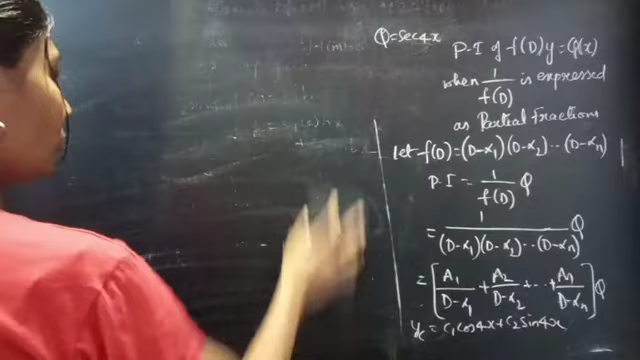 Q=sec4x
P.I of f(D)y=Q(x)
when 1/f(D) is expressed
as Partial Fractions
let f(D)=(D-α₁)(D-α₂)...(D-αₙ)
P.I = 1/f(D) Q
= 1/((D-α₁)(D-α₂)...(D-αₙ)) Q
= [A₁/(D-α₁) + A₂/(D-α₂) + ... + Aₙ/(D-αₙ)] Q
y_c = c₁cos4x+c₂sin4x